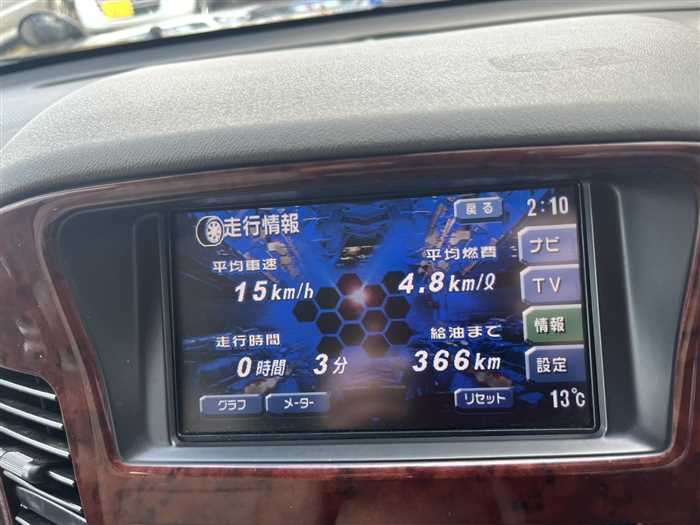 走行情報
戻る
2:10
平均車速
15km/h
平均燃費
4.8km/ℓ
ナビ
TV
情報
設定
走行時間
0時間 3分
給油まで
366km
グラフ
メーター
リセット
13℃